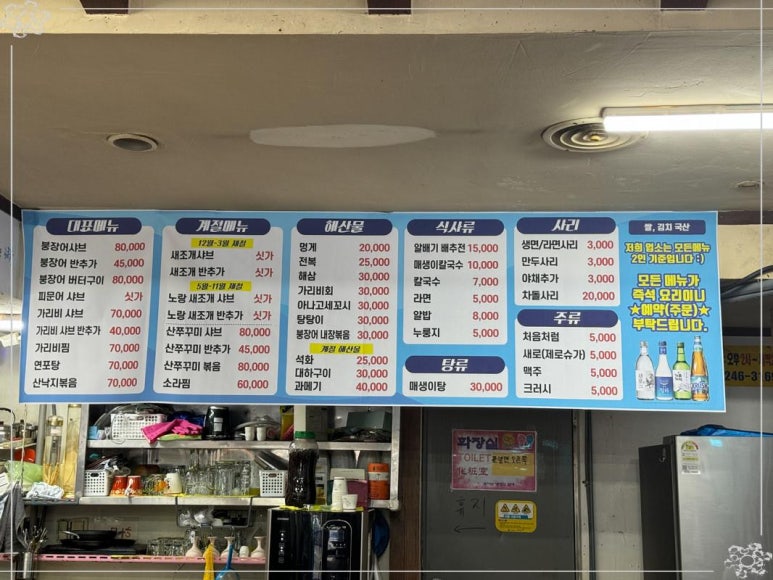 대표메뉴
붕장어샤브 80,000
붕장어 반추가 45,000
붕장어 버터구이 80,000
피문어 샤브 싯가
가리비 샤브 70,000
가리비 샤브 반추가 40,000
가리비찜 70,000
연포탕 70,000
산낙지볶음 70,000
계절메뉴
12월-3월 제철
새조개샤브 싯가
새조개 반추가 싯가
5월-11월 제철
노랑 새조개 샤브 싯가
노랑 새조개 반추가 싯가
산쭈꾸미 샤브 80,000
산쭈꾸미 반추가 45,000
산쭈꾸미 볶음 80,000
소라찜 60,000
해산물
멍게 20,000
전복 25,000
해삼 30,000
가리비회 30,000
아나고세꼬시 30,000
탕탕이 30,000
붕장어 내장볶음 30,000
계절 해산물
석화 25,000
대하구이 30,000
과메기 40,000
식사류
알배기 배추전 15,000
매생이칼국수 10,000
칼국수 7,000
라면 5,000
알밥 8,000
누룽지 5,000
탕류
매생이탕 30,000
사리
생면/라면사리 3,000
만두사리 3,000
야채추가 3,000
차돌사리 20,000
주류
처음처럼 5,000
새로(제로슈가) 5,000
맥주 5,000
크러시 5,000
쌀, 김치 국산
저희 업소는 모든메뉴
2인 기준입니다 :)
모든 메뉴가
즉석 요리이니
★예약(주문)★
부탁드립니다.
246-3169
화장실
TOILET
化粧室